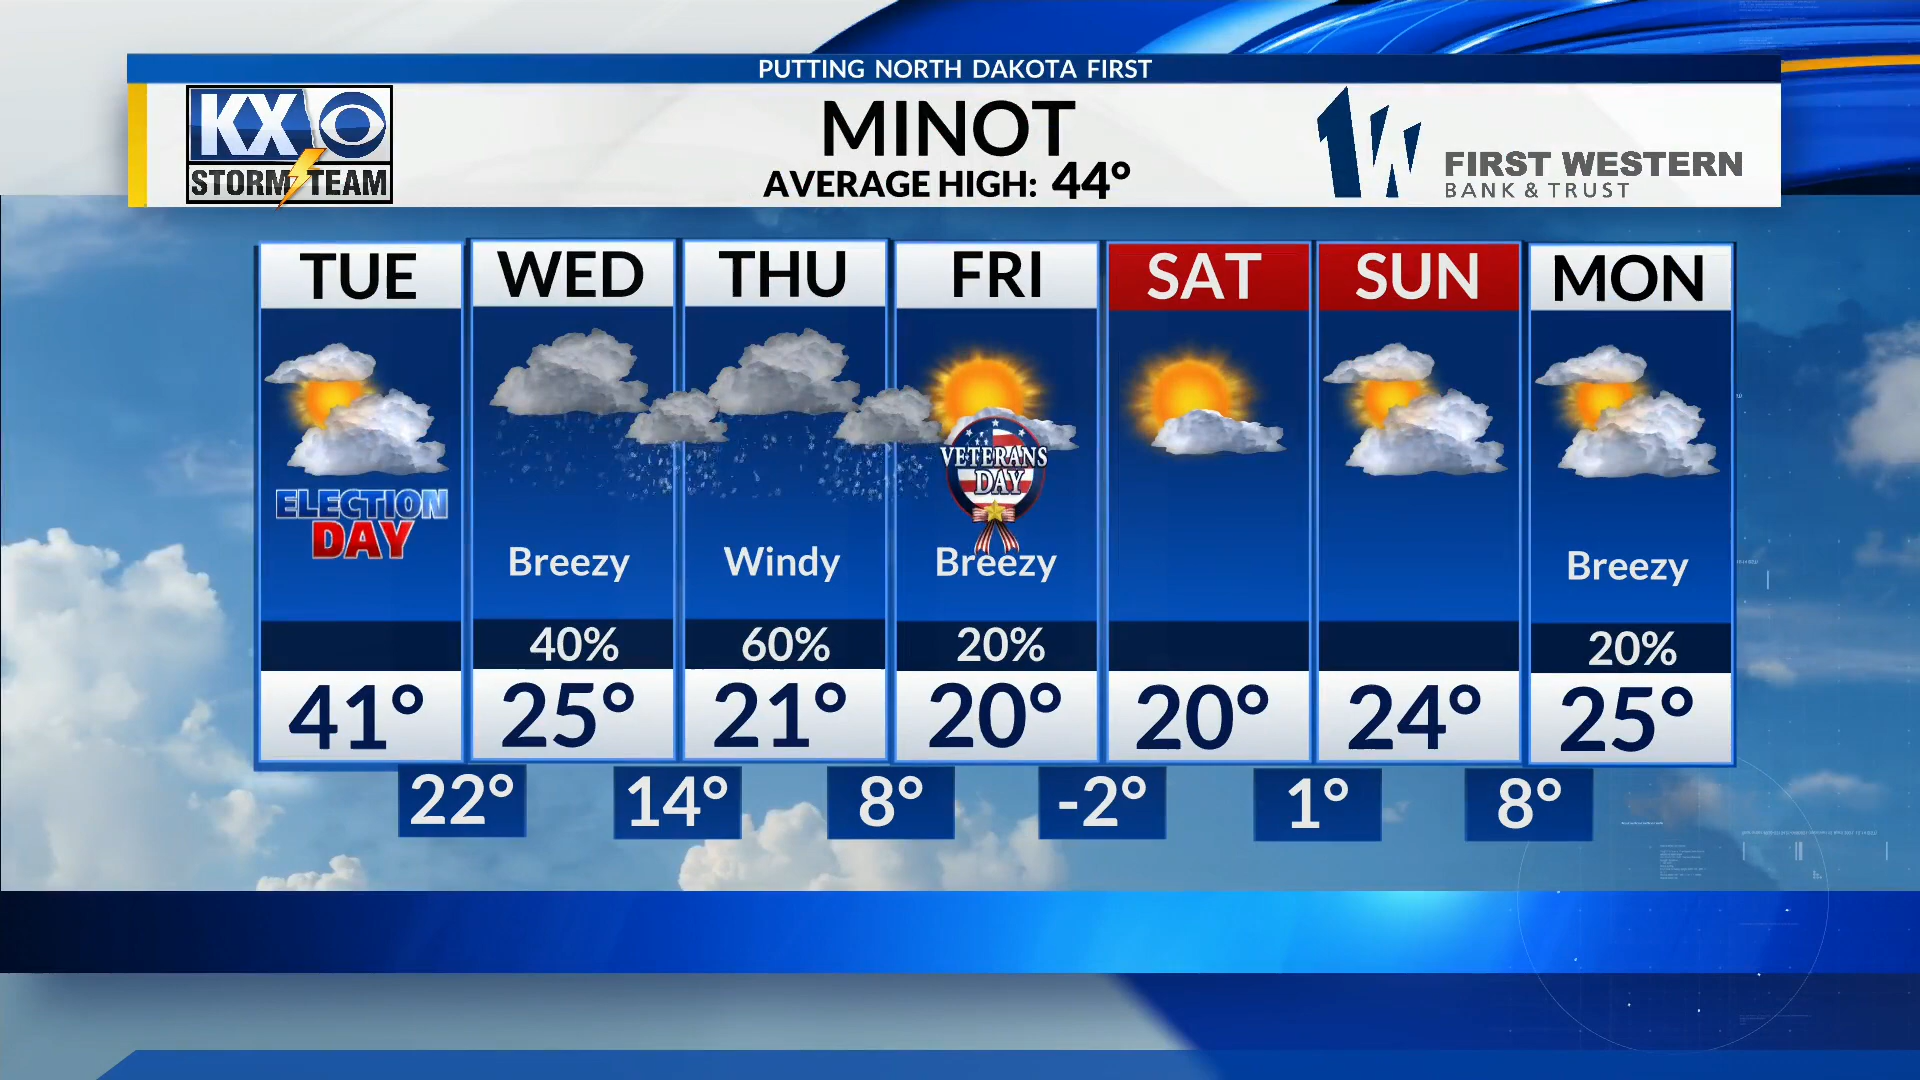 PUTTING NORTH DAKOTA FIRST
KX
STORM TEAM
MINOT
AVERAGE HIGH: 44°
FIRST WESTERN
BANK & TRUST
TUE WED THU FRI SAT SUN MON
ELECTION
DAY
VETERANS
DAY
Breezy Windy Breezy Breezy
40% 60% 20% 20%
41° 25° 21° 20° 20° 24° 25°
22° 14° 8° -2° 1° 8°